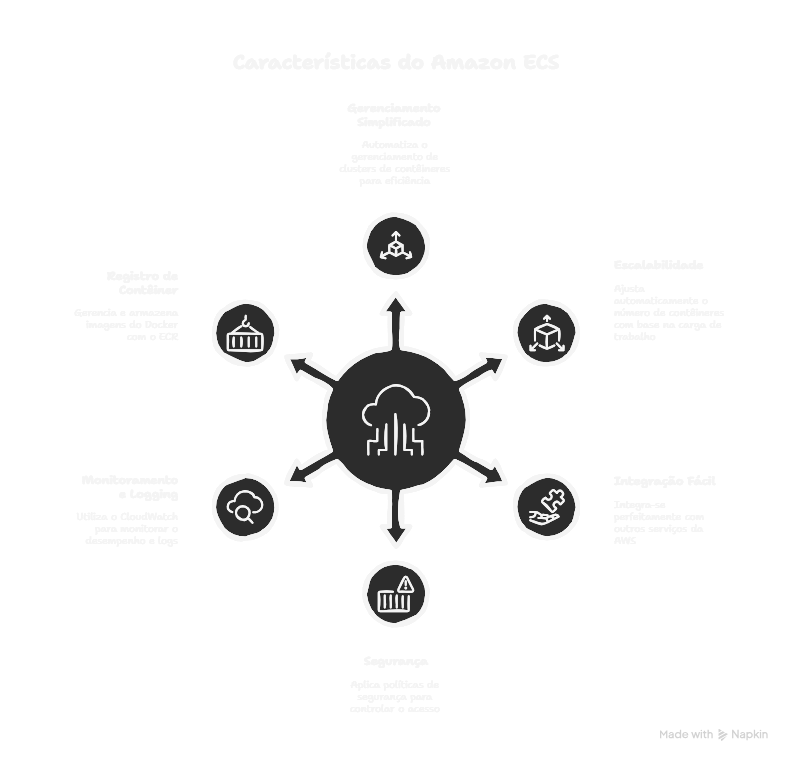 Características do Amazon ECS
Gerenciamento
Simplificado
Automatiza o
gerenciamento de
clusters de contêineres
para eficiência
Escalabilidade
Ajusta
automaticamente o
número de contêineres
com base na carga de
trabalho
Registro de
Contêiner
Gerencia e armazena
imagens do Docker
com o ECR
Monitoramento
e Logging
Utiliza o CloudWatch
para monitorar o
desempenho e logs
Integração Fácil
Integra-se
perfeitamente com
outros serviços da
AWS
Segurança
Aplica políticas de
segurança para
controlar o acesso
Made with Napkin